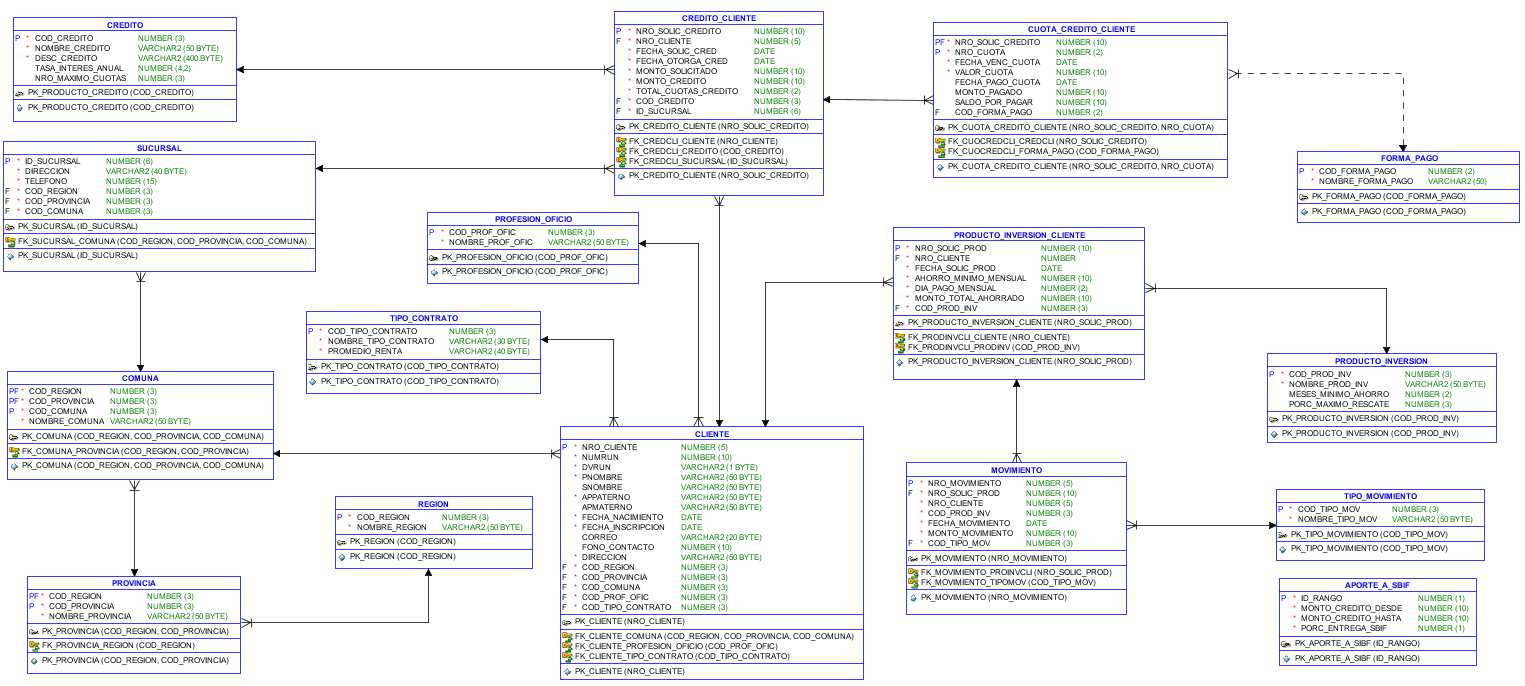 CREDITO
P * COD_CREDITO NUMBER (3)
* NOMBRE_CREDITO VARCHAR2 (50 BYTE)
* DESC_CREDITO VARCHAR2 (400 BYTE)
TASA_INTERES_ANUAL NUMBER (4,2)
NRO_MAXIMO_CUOTAS NUMBER (3)
PK_PRODUCTO_CREDITO (COD_CREDITO)
PK_PRODUCTO_CREDITO (COD_CREDITO)
CREDITO_CLIENTE
P * NRO_SOLIC_CREDITO NUMBER (10)
F * NRO_CLIENTE NUMBER (5)
* FECHA_SOLIC_CRED DATE
* FECHA_OTORGA_CRED DATE
* MONTO_SOLICITADO NUMBER (10)
* MONTO_CREDITO NUMBER (10)
* TOTAL_CUOTAS_CREDITO NUMBER (2)
F * COD_CREDITO NUMBER (3)
F * ID_SUCURSAL NUMBER (6)
PK_CREDITO_CLIENTE (NRO_SOLIC_CREDITO)
FK_CREDCLI_CLIENTE (NRO_CLIENTE)
FK_CREDCLI_CREDITO (COD_CREDITO)
FK_CREDCLI_SUCURSAL (ID_SUCURSAL)
PK_CREDITO_CLIENTE (NRO_SOLIC_CREDITO)
CUOTA_CREDITO_CLIENTE
PF * NRO_SOLIC_CREDITO NUMBER (10)
P * NRO_CUOTA NUMBER (2)
* FECHA_VENC_CUOTA DATE
* VALOR_CUOTA NUMBER (10)
FECHA_PAGO_CUOTA DATE
MONTO_PAGADO NUMBER (10)
SALDO_POR_PAGAR NUMBER (10)
F COD_FORMA_PAGO NUMBER (2)
PK_CUOTA_CREDITO_CLIENTE (NRO_SOLIC_CREDITO, NRO_CUOTA)
FK_CUOCREDCLI_CREDCLI (NRO_SOLIC_CREDITO)
FK_CUOCREDCLI_FORMA_PAGO (COD_FORMA_PAGO)
PK_CUOTA_CREDITO_CLIENTE (NRO_SOLIC_CREDITO, NRO_CUOTA)
FORMA_PAGO
P * COD_FORMA_PAGO NUMBER (2)
* NOMBRE_FORMA_PAGO VARCHAR2 (50)
PK_FORMA_PAGO (COD_FORMA_PAGO)
PK_FORMA_PAGO (COD_FORMA_PAGO)
SUCURSAL
P * ID_SUCURSAL NUMBER (6)
* DIRECCION VARCHAR2 (40 BYTE)
* TELEFONO NUMBER (15)
F * COD_REGION NUMBER (3)
F * COD_PROVINCIA NUMBER (3)
F * COD_COMUNA NUMBER (3)
PK_SUCURSAL (ID_SUCURSAL)
FK_SUCURSAL_COMUNA (COD_REGION, COD_PROVINCIA, COD_COMUNA)
PK_SUCURSAL (ID_SUCURSAL)
PROFESION_OFICIO
P * COD_PROF_OFIC NUMBER (3)
* NOMBRE_PROF_OFIC VARCHAR2 (50 BYTE)
PK_PROFESION_OFICIO (COD_PROF_OFIC)
PK_PROFESION_OFICIO (COD_PROF_OFIC)
PRODUCTO_INVERSION_CLIENTE
P * NRO_SOLIC_PROD NUMBER (10)
F * NRO_CLIENTE NUMBER
* FECHA_SOLIC_PROD DATE
* AHORRO_MINIMO_MENSUAL NUMBER (10)
* DIA_PAGO_MENSUAL NUMBER (2)
* MONTO_TOTAL_AHORRADO NUMBER (10)
F * COD_PROD_INV NUMBER (3)
PK_PRODUCTO_INVERSION_CLIENTE (NRO_SOLIC_PROD)
FK_PRODINVCLI_CLIENTE (NRO_CLIENTE)
FK_PRODINVCLI_PRODINV (COD_PROD_INV)
PK_PRODUCTO_INVERSION_CLIENTE (NRO_SOLIC_PROD)
TIPO_CONTRATO
P * COD_TIPO_CONTRATO NUMBER (3)
* NOMBRE_TIPO_CONTRATO VARCHAR2 (30 BYTE)
* PROMEDIO_RENTA VARCHAR2 (40 BYTE)
PK_TIPO_CONTRATO (COD_TIPO_CONTRATO)
PK_TIPO_CONTRATO (COD_TIPO_CONTRATO)
PRODUCTO_INVERSION
P * COD_PROD_INV NUMBER (3)
* NOMBRE_PROD_INV VARCHAR2 (50 BYTE)
MESES_MINIMO_AHORRO NUMBER (2)
PORC_MAXIMO_RESCATE NUMBER (3)
PK_PRODUCTO_INVERSION (COD_PROD_INV)
PK_PRODUCTO_INVERSION (COD_PROD_INV)
COMUNA
PF * COD_REGION NUMBER (3)
PF * COD_PROVINCIA NUMBER (3)
P * COD_COMUNA NUMBER (3)
* NOMBRE_COMUNA VARCHAR2 (50 BYTE)
PK_COMUNA (COD_REGION, COD_PROVINCIA, COD_COMUNA)
FK_COMUNA_PROVINCIA (COD_REGION, COD_PROVINCIA)
PK_COMUNA (COD_REGION, COD_PROVINCIA, COD_COMUNA)
CLIENTE
P * NRO_CLIENTE NUMBER (5)
* NUMRUN NUMBER (10)
* DVRUN VARCHAR2 (1 BYTE)
* PNOMBRE VARCHAR2 (50 BYTE)
SNOMBRE VARCHAR2 (50 BYTE)
* APPATERNO VARCHAR2 (50 BYTE)
APMATERNO VARCHAR2 (50 BYTE)
* FECHA_NACIMIENTO DATE
* FECHA_INSCRIPCION DATE
CORREO VARCHAR2 (20 BYTE)
FONO_CONTACTO NUMBER (10)
* DIRECCION VARCHAR2 (50 BYTE)
F * COD_REGION NUMBER (3)
F * COD_PROVINCIA NUMBER (3)
F * COD_COMUNA NUMBER (3)
F * COD_PROF_OFIC NUMBER (3)
F * COD_TIPO_CONTRATO NUMBER (3)
PK_CLIENTE (NRO_CLIENTE)
FK_CLIENTE_COMUNA (COD_REGION, COD_PROVINCIA, COD_COMUNA)
FK_CLIENTE_PROFESION_OFICIO (COD_PROF_OFIC)
FK_CLIENTE_TIPO_CONTRATO (COD_TIPO_CONTRATO)
PK_CLIENTE (NRO_CLIENTE)
MOVIMIENTO
P * NRO_MOVIMIENTO NUMBER (5)
F * NRO_SOLIC_PROD NUMBER (10)
* NRO_CLIENTE NUMBER (5)
* COD_PROD_INV NUMBER (3)
* FECHA_MOVIMIENTO DATE
* MONTO_MOVIMIENTO NUMBER (10)
F * COD_TIPO_MOV NUMBER (3)
PK_MOVIMIENTO (NRO_MOVIMIENTO)
FK_MOVIMIENTO_PROINVCLI (NRO_SOLIC_PROD)
FK_MOVIMIENTO_TIPOMOV (COD_TIPO_MOV)
PK_MOVIMIENTO (NRO_MOVIMIENTO)
TIPO_MOVIMIENTO
P * COD_TIPO_MOV NUMBER (3)
* NOMBRE_TIPO_MOV VARCHAR2 (50 BYTE)
PK_TIPO_MOVIMIENTO (COD_TIPO_MOV)
PK_TIPO_MOVIMIENTO (COD_TIPO_MOV)
REGION
P * COD_REGION NUMBER (3)
* NOMBRE_REGION VARCHAR2 (50 BYTE)
PK_REGION (COD_REGION)
PK_REGION (COD_REGION)
PROVINCIA
PF * COD_REGION NUMBER (3)
P * COD_PROVINCIA NUMBER (3)
* NOMBRE_PROVINCIA VARCHAR2 (50 BYTE)
PK_PROVINCIA (COD_REGION, COD_PROVINCIA)
FK_PROVINCIA_REGION (COD_REGION)
PK_PROVINCIA (COD_REGION, COD_PROVINCIA)
APORTE_A_SBIF
P * ID_RANGO NUMBER (1)
* MONTO_CREDITO_DESDE NUMBER (10)
* MONTO_CREDITO_HASTA NUMBER (10)
* PORC_ENTREGA_SBIF NUMBER (1)
PK_APORTE_A_SIBF (ID_RANGO)
PK_APORTE_A_SIBF (ID_RANGO)